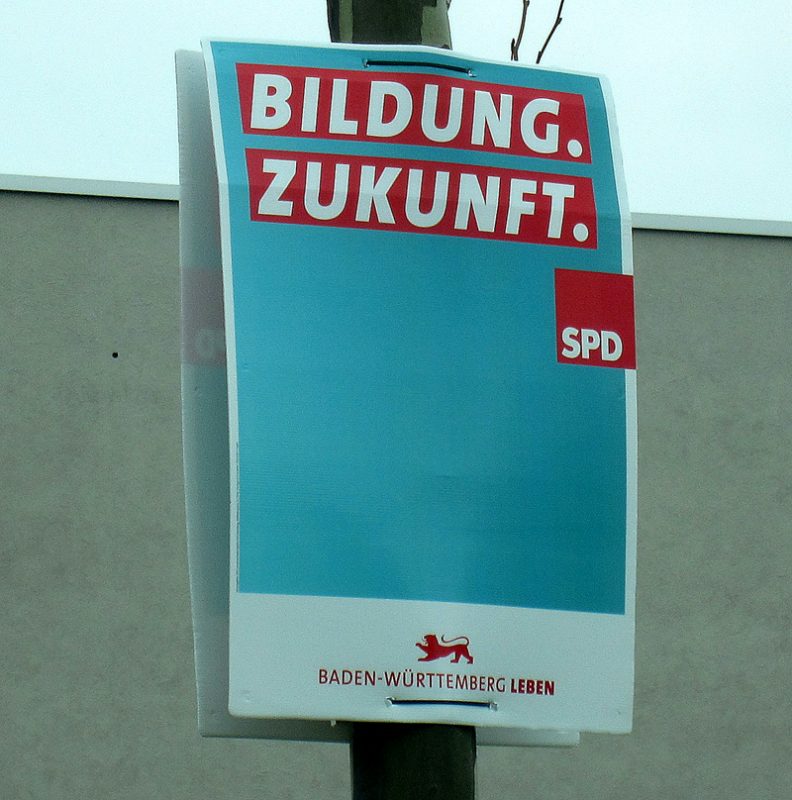 BILDUNG.
ZUKUNFT.
SPD
BADEN-WÜRTTEMBERG LEBEN